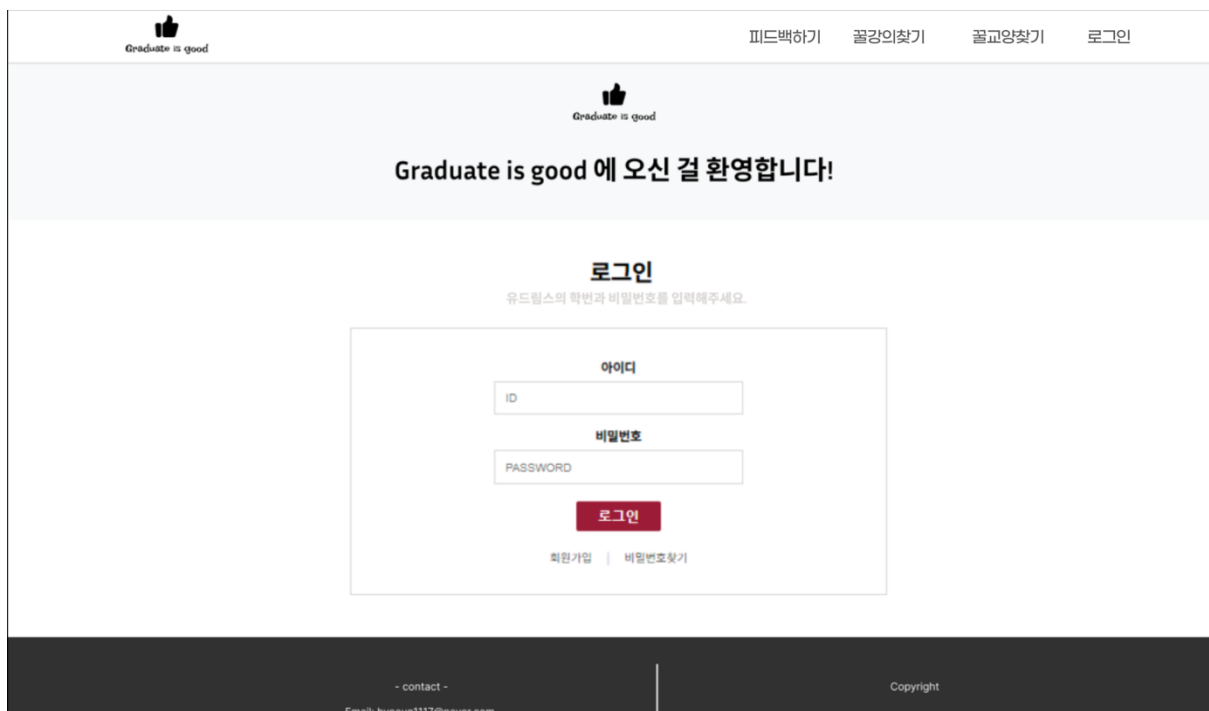 Graduate is good
피드백하기 꿀강의찾기 꿀교양찾기 로그인
Graduate is good
Graduate is good 에 오신 걸 환영합니다!
로그인
유드림스의 학번과 비밀번호를 입력해주세요.
아이디
ID
비밀번호
PASSWORD
로그인
회원가입 | 비밀번호찾기
- contact -
Copyright
Email: